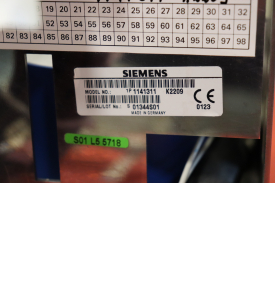 19 20 21 22 23 24 25 26 27 28 29 30 31 32
52 53 54 55 56 57 58 59 60 61 62 63 64 65
82 83 84 85 86 87 88 89 90 91 92 93 94 95 96 97 98
SIEMENS
MODEL NO. 1P 1141311 K2209
SERIAL/LOT No. S 01344S01 CE 0123
MADE IN GERMANY
S01 L5 5718